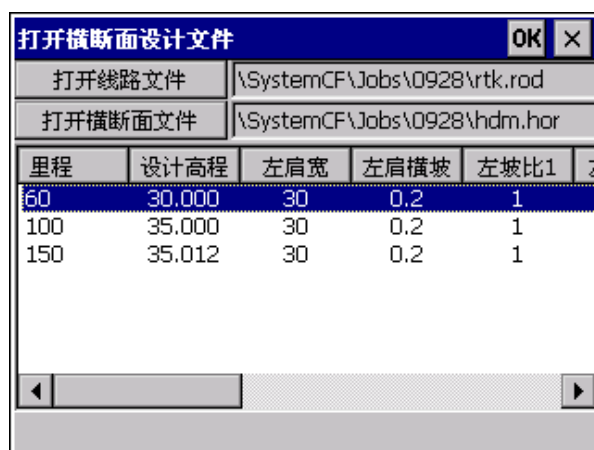 打开横断面设计文件 OK ×
打开线路文件 \SystemCF\Jobs\0928\rtk.rod
打开横断面文件 \SystemCF\Jobs\0928\hdm.hor
里程 设计高程 左肩宽 左肩横坡 左坡比1
60 30.000 30 0.2 1
100 35.000 30 0.2 1
150 35.012 30 0.2 1